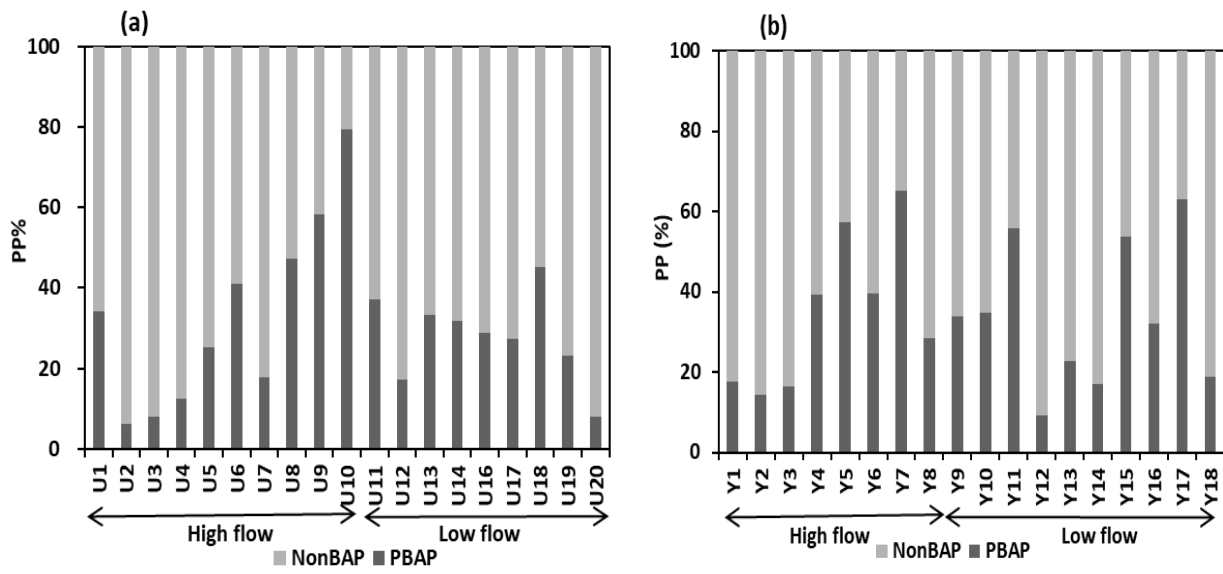 (a)
100
80
60
40
20
0
PP%
U1 U2 U3 U4 U5 U6 U7 U8 U9 U10 U11 U12 U13 U14 U16 U17 U18 U19 U20
High flow Low flow
NonBAP PBAP
(b)
100
80
60
40
20
0
PP (%)
Y1 Y2 Y3 Y4 Y5 Y6 Y7 Y8 Y9 Y10 Y11 Y12 Y13 Y14 Y15 Y16 Y17 Y18
High flow Low flow
NonBAP PBAP